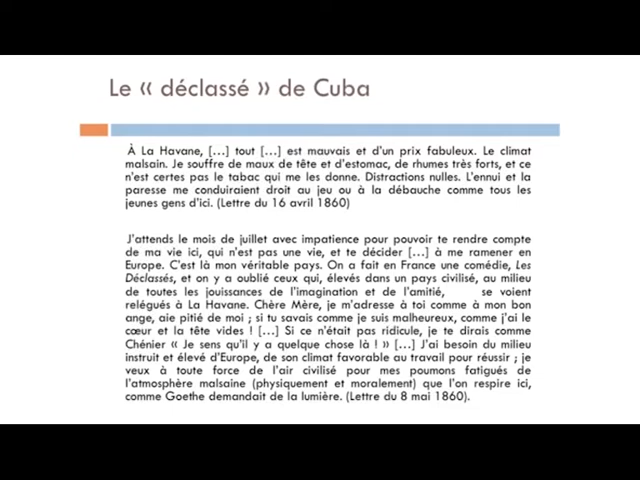 Le « déclassé » de Cuba
À La Havane, […] tout […] est mauvais et d'un prix fabuleux. Le climat
malsain. Je souffre de maux de tête et d'estomac, de rhumes très forts, et ce
n'est certes pas le tabac qui me les donne. Distractions nulles. L'ennui et la
paresse me conduiraient droit au jeu ou à la débauche comme tous les
jeunes gens d'ici. (Lettre du 16 avril 1860)
J'attends le mois de juillet avec impatience pour pouvoir te rendre compte
de ma vie ici, qui n'est pas une vie, et te décider […] à me ramener en
Europe. C'est là mon véritable pays. On a fait en France une comédie, Les
Déclassés, et on y a oublié ceux qui, élevés dans un pays civilisé, au milieu
de toutes les jouissances de l'imagination et de l'amitié, se voient
relégués à La Havane. Chère Mère, je m'adresse à toi comme à mon bon
ange, aie pitié de moi ; si tu savais comme je suis malheureux, comme j'ai le
cœur et la tête vides ! […] Si ce n'était pas ridicule, je te dirais comme
Chénier « Je sens qu'il y a quelque chose là ! » […] J'ai besoin du milieu
instruit et élevé d'Europe, de son climat favorable au travail pour réussir ; je
veux à toute force de l'air civilisé pour mes poumons fatigués de
l'atmosphère malsaine (physiquement et moralement) que l'on respire ici,
comme Goethe demandait de la lumière. (Lettre du 8 mai 1860).